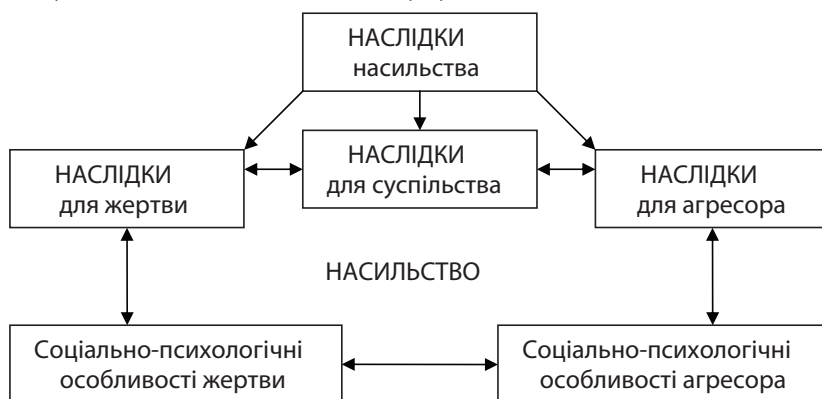 НАСЛІДКИ
насильства
НАСЛІДКИ
для жертви
НАСЛІДКИ
для суспільства
НАСЛІДКИ
для агресора
НАСИЛЬСТВО
Соціально-психологічні
особливості жертви
Соціально-психологічні
особливості агресора